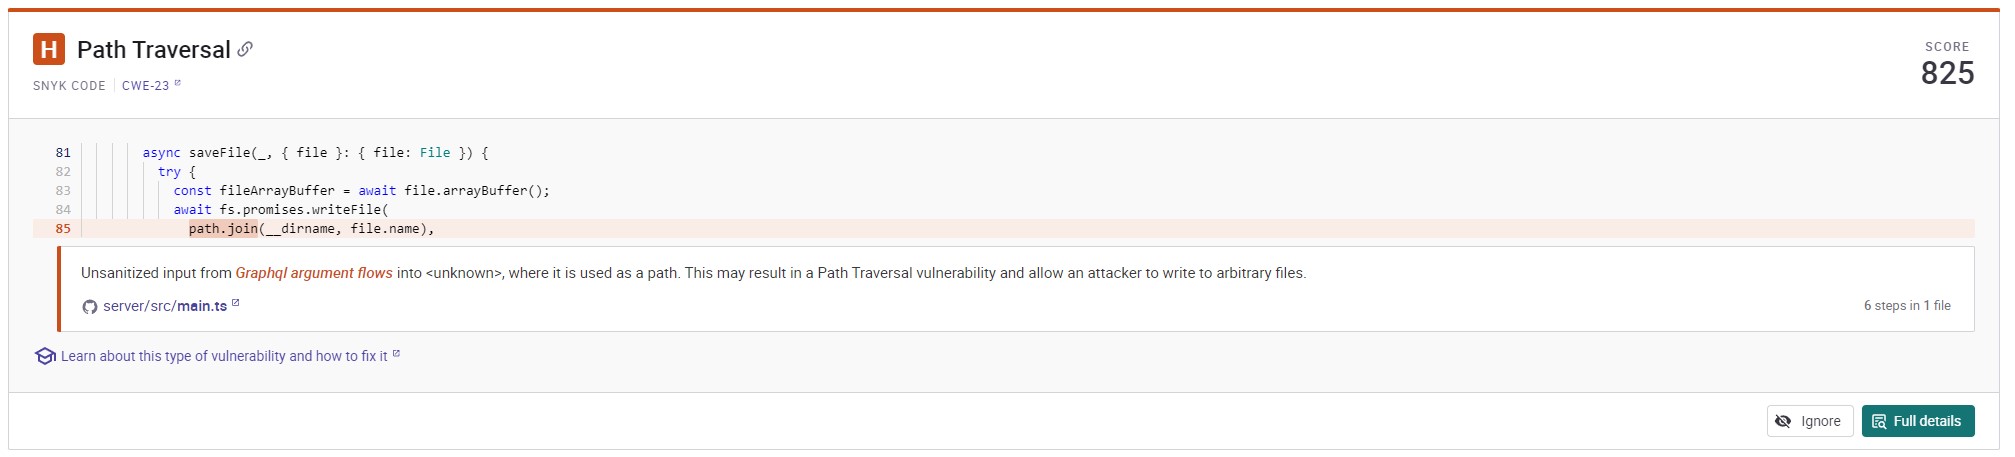 H Path Traversal
SCORE
825
SNYK CODE CWE-23
81 async saveFile(_, { file }: { file: File }) {
82 try {
83 const fileArrayBuffer = await file.arrayBuffer();
84 await fs.promises.writeFile(
85 path.join(__dirname, file.name),
Unsanitized input from Graphql argument flows into <unknown>, where it is used as a path. This may result in a Path Traversal vulnerability and allow an attacker to write to arbitrary files.
server/src/main.ts
6 steps in 1 file
Learn about this type of vulnerability and how to fix it
Ignore
Full details